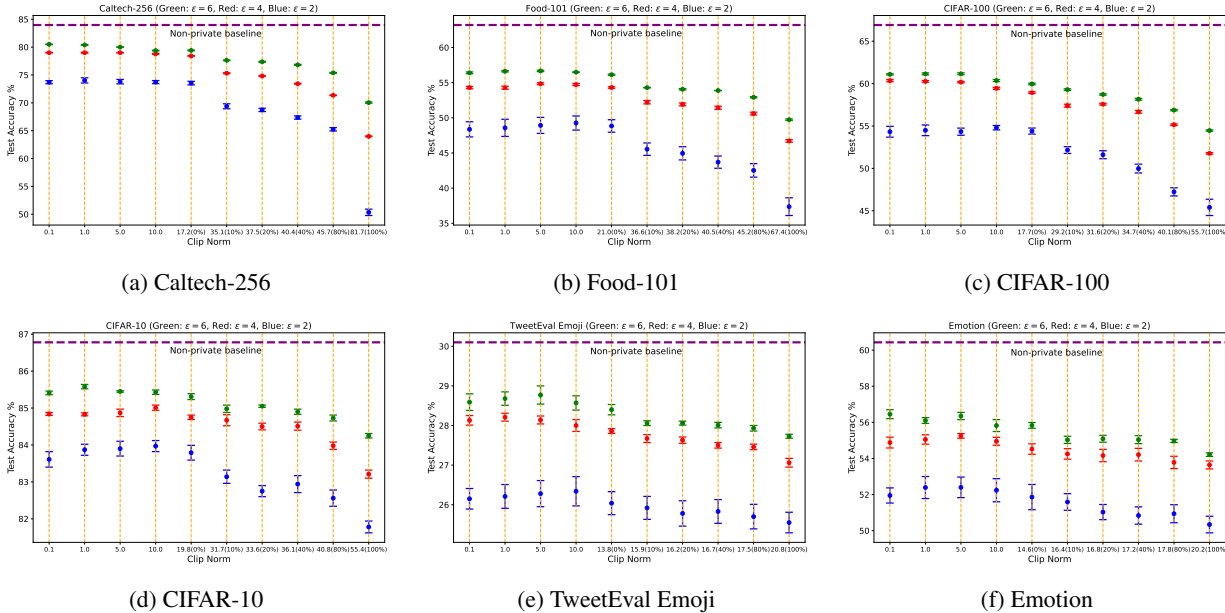 Caltech-256 (Green: ε = 6, Red: ε = 4, Blue: ε = 2)
Non-private baseline
Test Accuracy %
85
80
75
70
65
60
55
50
0.1 1.0 5.0 10.0 17.2(0%) 35.1(10%) 37.5(20%) 40.4(40%) 45.7(80%) 81.7(100%)
Clip Norm
(a) Caltech-256
Food-101 (Green: ε = 6, Red: ε = 4, Blue: ε = 2)
Non-private baseline
Test Accuracy %
60
55
50
45
40
35
0.1 1.0 5.0 10.0 21.0(0%) 36.6(10%) 38.2(20%) 40.5(40%) 45.2(80%) 67.4(100%)
Clip Norm
(b) Food-101
CIFAR-100 (Green: ε = 6, Red: ε = 4, Blue: ε = 2)
Non-private baseline
Test Accuracy %
65
60
55
50
45
0.1 1.0 5.0 10.0 17.7(0%) 29.2(10%) 31.6(20%) 34.7(40%) 40.1(80%) 55.7(100%)
Clip Norm
(c) CIFAR-100
CIFAR-10 (Green: ε = 6, Red: ε = 4, Blue: ε = 2)
Non-private baseline
Test Accuracy %
87
86
85
84
83
82
0.1 1.0 5.0 10.0 19.8(0%) 31.7(10%) 33.6(20%) 36.1(40%) 40.8(80%) 55.4(100%)
Clip Norm
(d) CIFAR-10
TweetEval Emoji (Green: ε = 6, Red: ε = 4, Blue: ε = 2)
Non-private baseline
Test Accuracy %
30
29
28
27
26
0.1 1.0 5.0 10.0 13.8(0%) 15.9(10%) 16.2(20%) 16.7(40%) 17.5(80%) 20.8(100%)
Clip Norm
(e) TweetEval Emoji
Emotion (Green: ε = 6, Red: ε = 4, Blue: ε = 2)
Non-private baseline
Test Accuracy %
60
58
56
54
52
50
0.1 1.0 5.0 10.0 14.6(0%) 16.4(10%) 16.8(20%) 17.2(40%) 17.8(80%) 20.2(100%)
Clip Norm
(f) Emotion